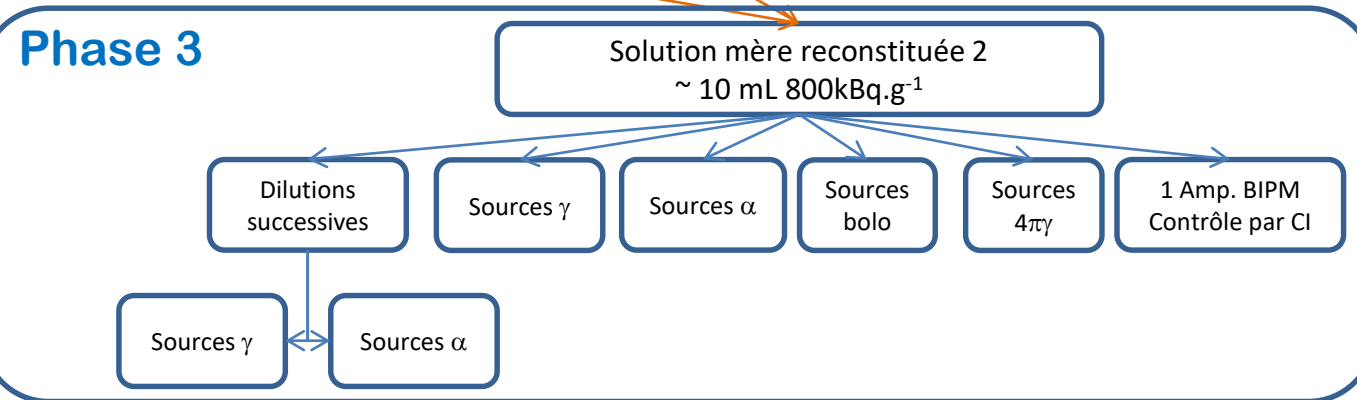 Phase 3
Solution mère reconstituée 2
~ 10 mL 800kBq.g⁻¹
Dilutions
successives
Sources γ
Sources α
Sources
bolo
Sources
4πγ
1 Amp. BIPM
Contrôle par CI
Sources γ
Sources α